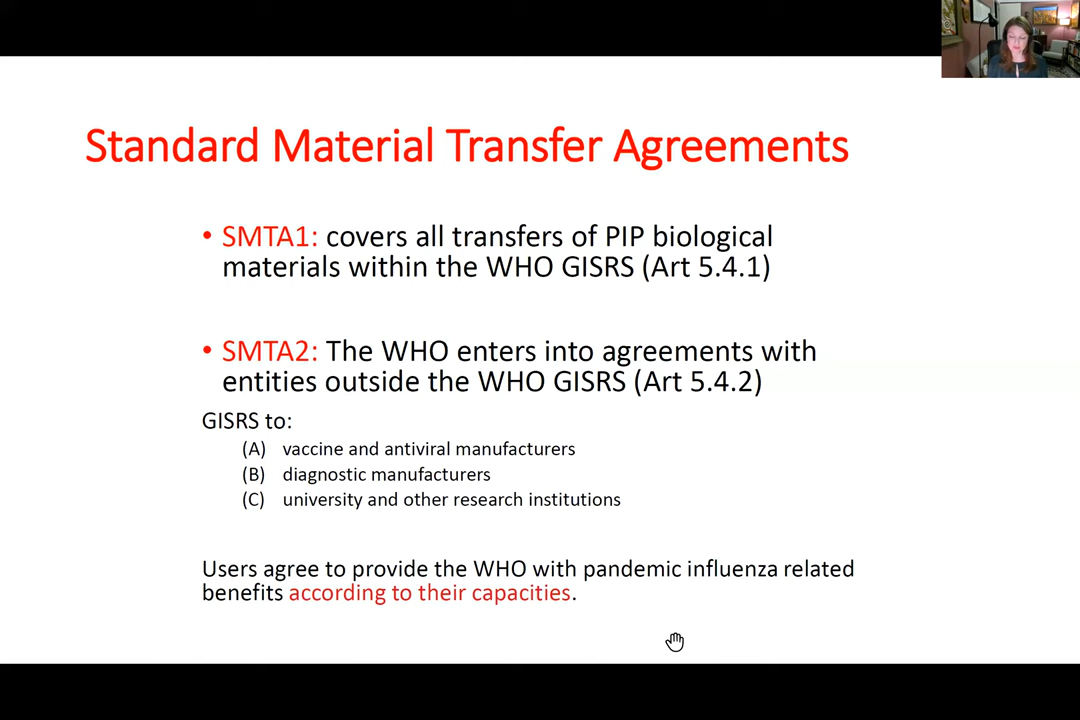 Standard Material Transfer Agreements
• SMTA1: covers all transfers of PIP biological
materials within the WHO GISRS (Art 5.4.1)
• SMTA2: The WHO enters into agreements with
entities outside the WHO GISRS (Art 5.4.2)
GISRS to:
(A) vaccine and antiviral manufacturers
(B) diagnostic manufacturers
(C) university and other research institutions
Users agree to provide the WHO with pandemic influenza related
benefits according to their capacities.